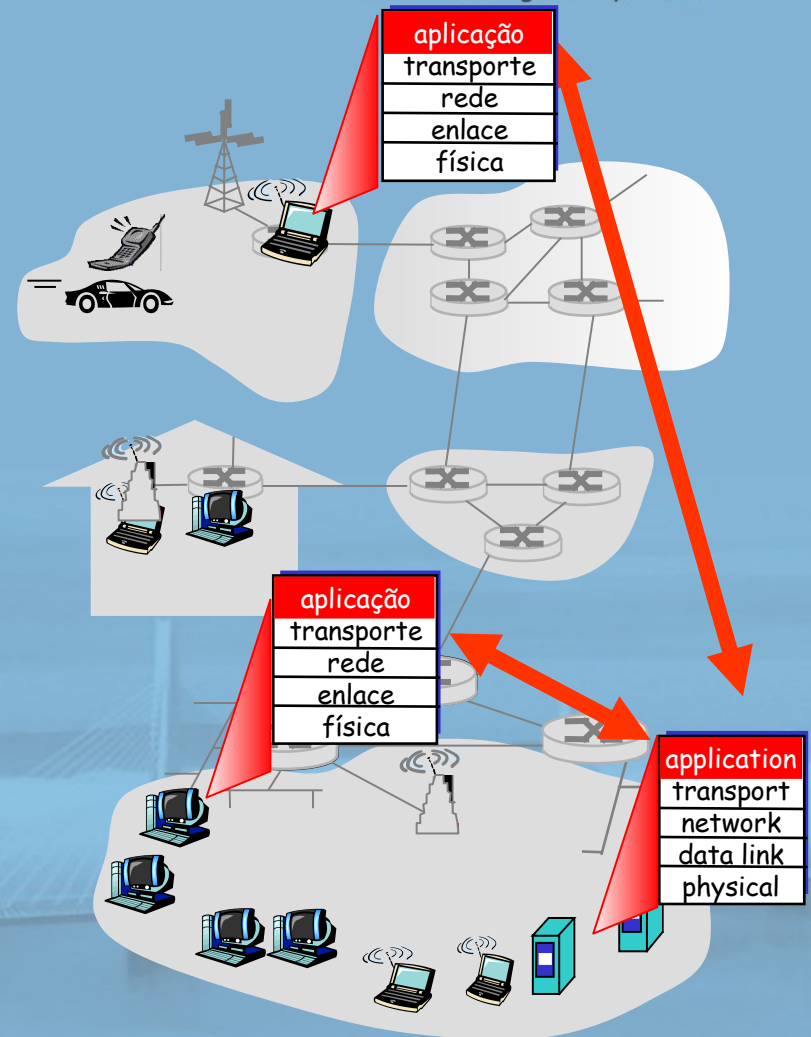 aplicação
transporte
rede
enlace
física
aplicação
transporte
rede
enlace
física
application
transport
network
data link
physical